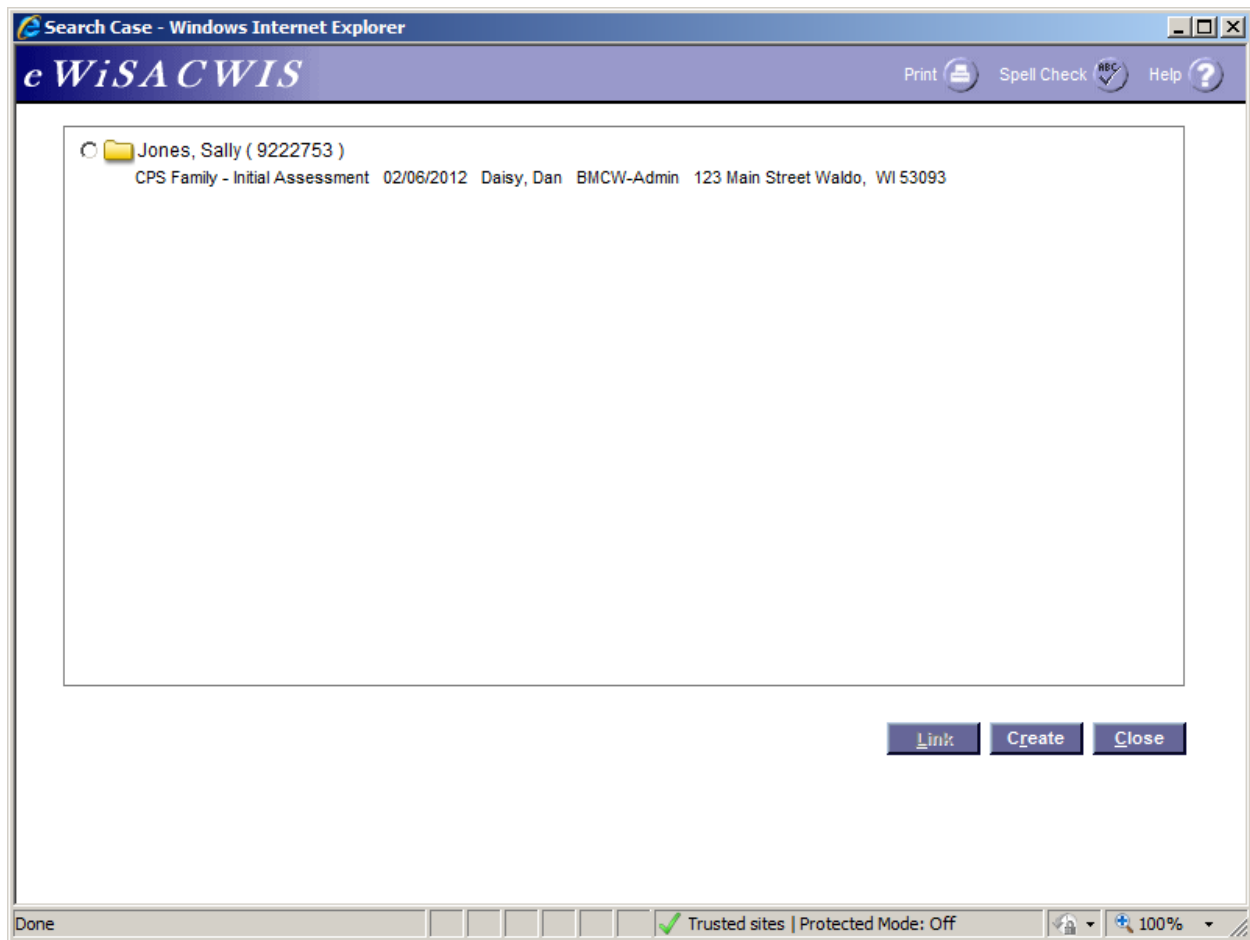 Search Case - Windows Internet Explorer
eWiSACWIS
Print Spell Check ABC Help ?
Jones, Sally ( 9222753 )
CPS Family - Initial Assessment 02/06/2012 Daisy, Dan BMCW-Admin 123 Main Street Waldo, WI 53093
Link Create Close
Done Trusted sites | Protected Mode: Off 100%